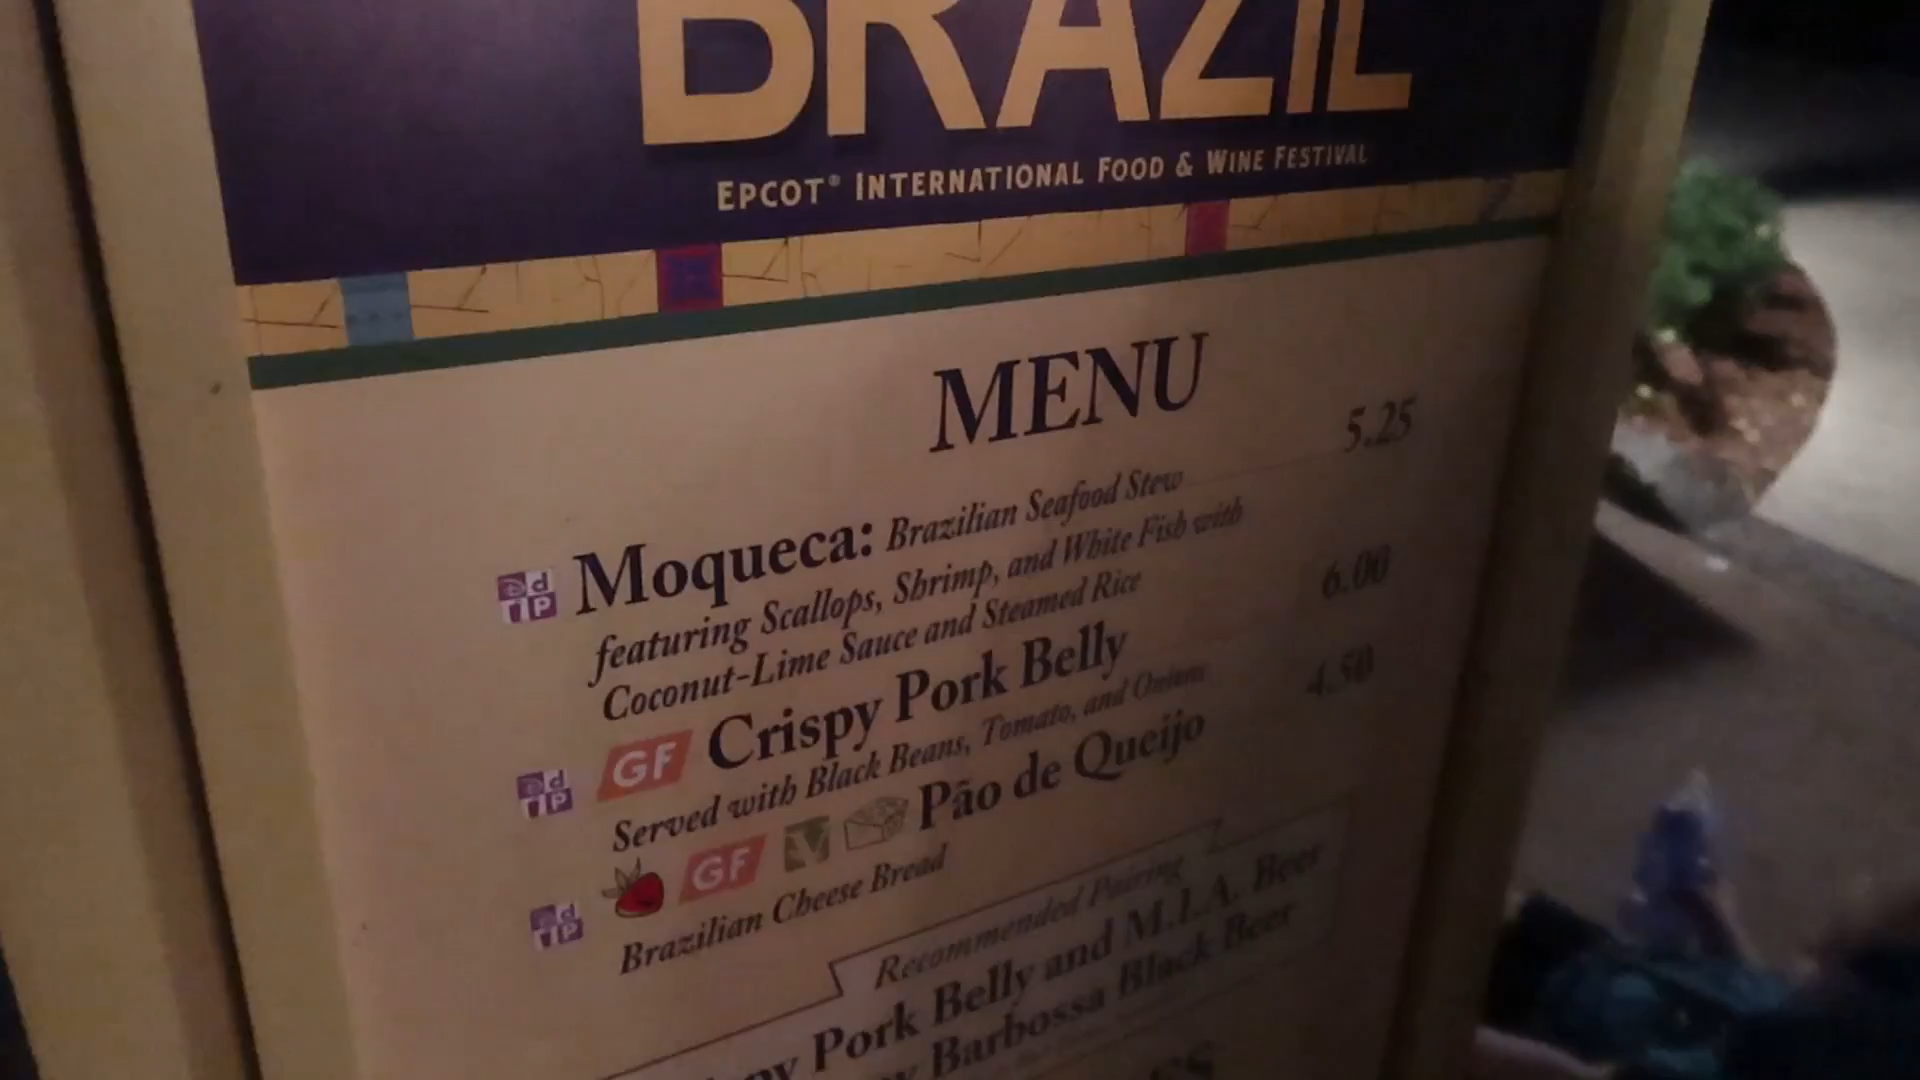 BRAZIL
EPCOT® INTERNATIONAL FOOD & WINE FESTIVAL
MENU
Moqueca: Brazilian Seafood Stew 5.25
featuring Scallops, Shrimp, and White Fish with
Coconut-Lime Sauce and Steamed Rice
GF Crispy Pork Belly 6.00
Served with Black Beans, Tomato, and Onions
GF V Pão de Queijo 4.50
Brazilian Cheese Bread
Recommended Pairing
Pork Belly and M.I.A. Beer
Barbossa Black Beer